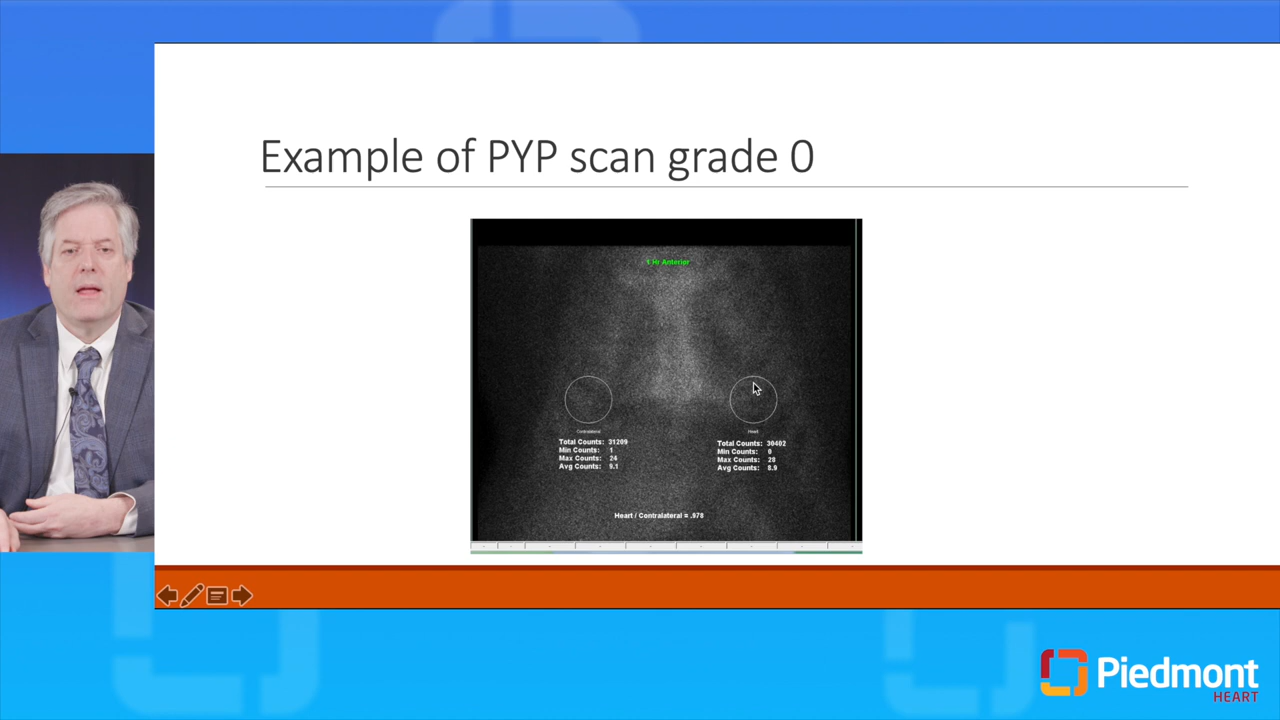 Example of PYP scan grade 0
1 Hr Anterior
Contralateral
Total Counts: 31209
Min Counts: 1
Max Counts: 24
Avg Counts: 9.1
Heart
Total Counts: 30402
Min Counts: 0
Max Counts: 28
Avg Counts: 8.9
Heart / Contralateral = .978
Piedmont
HEART